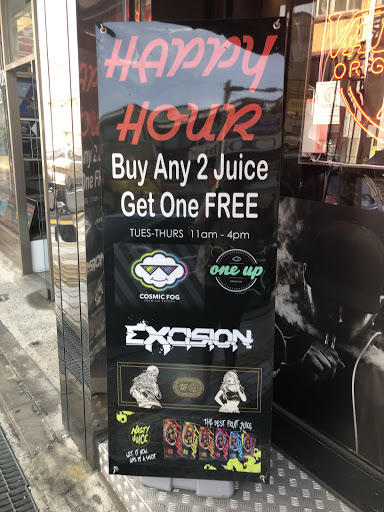 HAPPY
HOUR
Buy Any 2 Juice
Get One FREE
TUES-THURS 11am - 4pm
COSMIC FOG
one up
EXCISION
NASTY
JUICE
THE BEST FRUIT JUICE